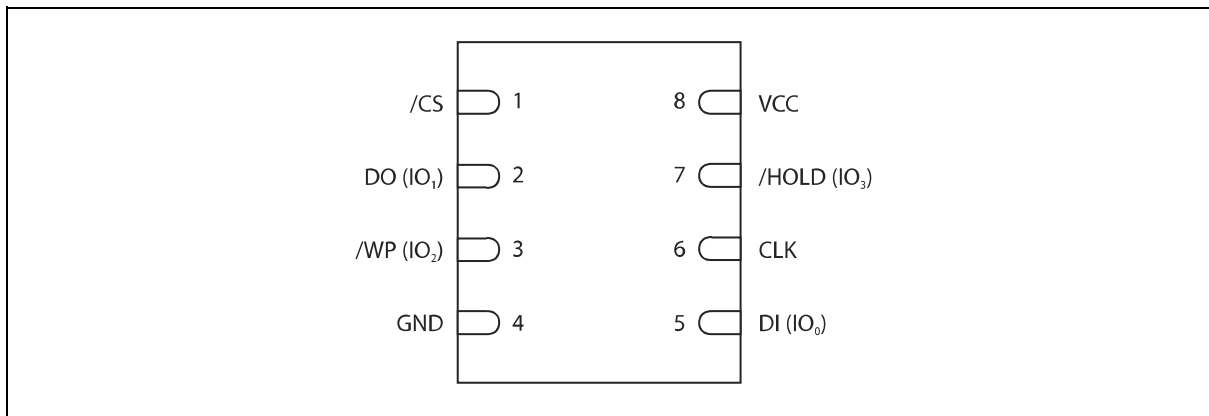 /CS 1 8 VCC
DO (IO₁) 2 7 /HOLD (IO₃)
/WP (IO₂) 3 6 CLK
GND 4 5 DI (IO₀)